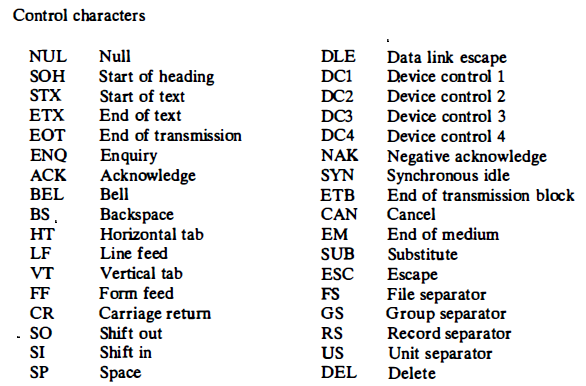 Control characters
NUL Null
SOH Start of heading
STX Start of text
ETX End of text
EOT End of transmission
ENQ Enquiry
ACK Acknowledge
BEL Bell
BS Backspace
HT Horizontal tab
LF Line feed
VT Vertical tab
FF Form feed
CR Carriage return
SO Shift out
SI Shift in
SP Space
DLE Data link escape
DC1 Device control 1
DC2 Device control 2
DC3 Device control 3
DC4 Device control 4
NAK Negative acknowledge
SYN Synchronous idle
ETB End of transmission block
CAN Cancel
EM End of medium
SUB Substitute
ESC Escape
FS File separator
GS Group separator
RS Record separator
US Unit separator
DEL Delete